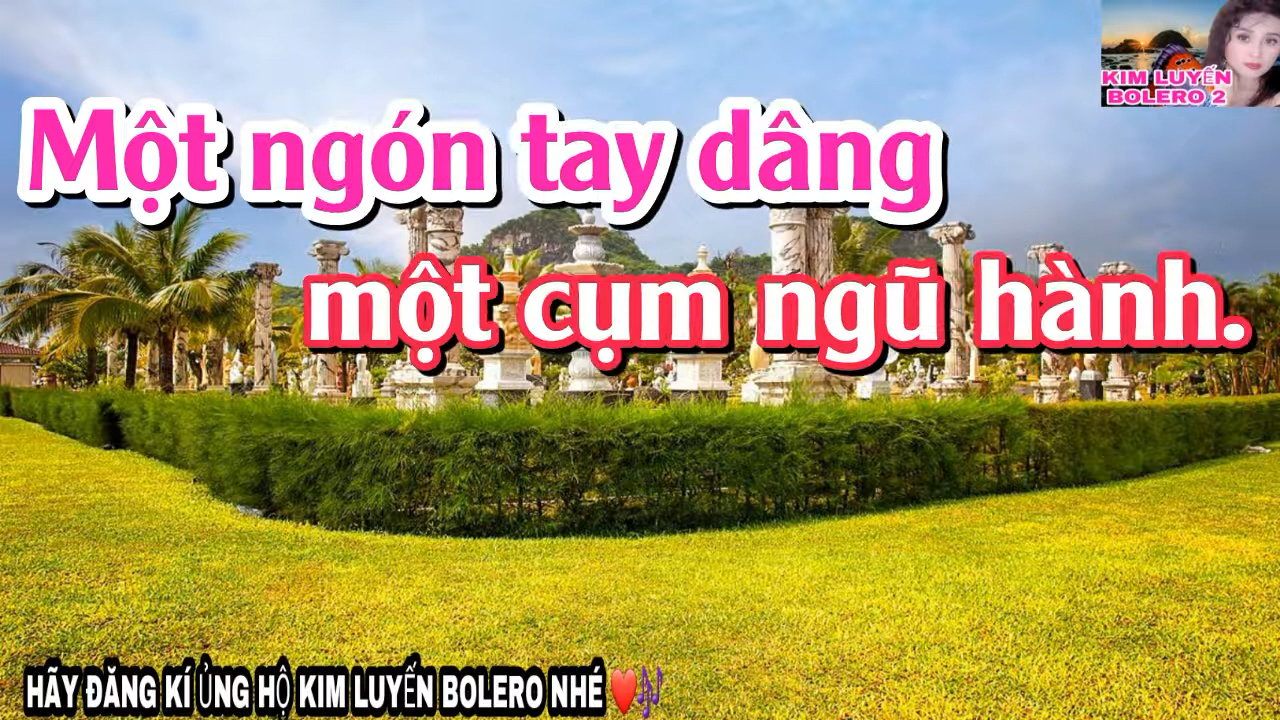 KIM LUYẾN
BOLERO 2
Một ngón tay dâng
một cụm ngũ hành.
HÃY ĐĂNG KÍ ỦNG HỘ KIM LUYẾN BOLERO NHÉ ❤️🎶